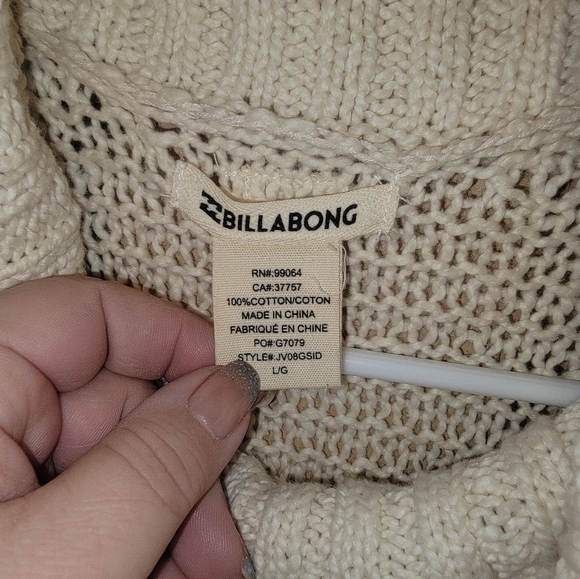 BILLABONG
RN#:99064
CA#:37757
100%COTTON/COTON
MADE IN CHINA
FABRIQUÉ EN CHINE
PO#:G7079
STYLE#:JV08GSID
L/G